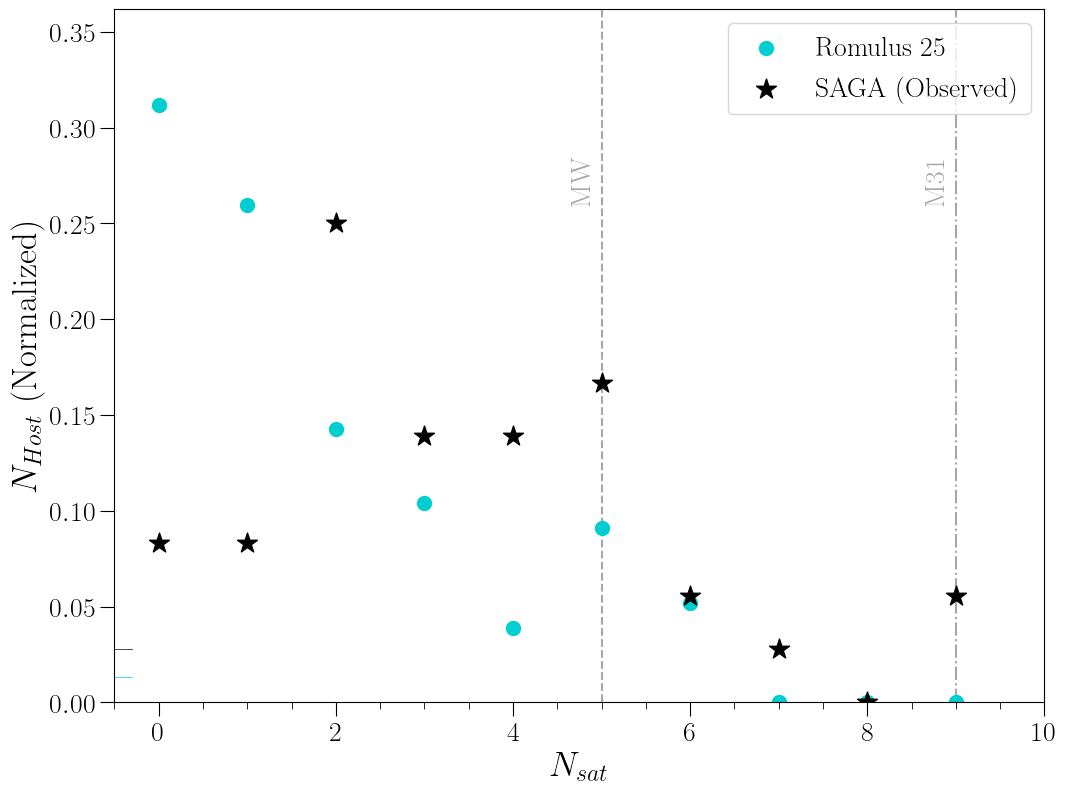 Romulus 25
SAGA (Observed)
MW
M31
N_Host (Normalized)
0.35
0.30
0.25
0.20
0.15
0.10
0.05
0.00
0 2 4 6 8 10
N_sat